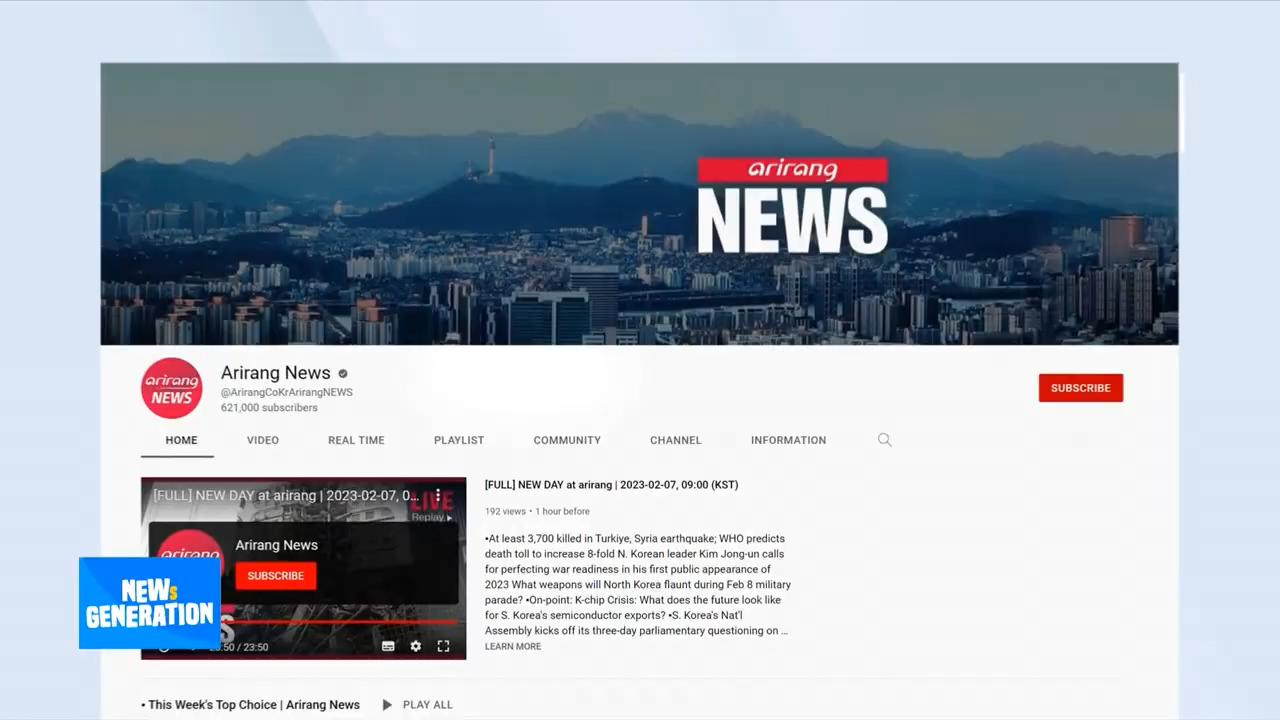 arirang
NEWS
arirang
NEWS
Arirang News
@ArirangCoKrArirangNEWS
621,000 subscribers
SUBSCRIBE
HOME
VIDEO
REAL TIME
PLAYLIST
COMMUNITY
CHANNEL
INFORMATION
[FULL] NEW DAY at arirang | 2023-02-07, 0...
LIVE
Replay
arirang
Arirang News
SUBSCRIBE
23:50 / 23:50
[FULL] NEW DAY at arirang | 2023-02-07, 09:00 (KST)
192 views • 1 hour before
•At least 3,700 killed in Turkiye, Syria earthquake; WHO predicts
death toll to increase 8-fold N. Korean leader Kim Jong-un calls
for perfecting war readiness in his first public appearance of
2023 What weapons will North Korea flaunt during Feb 8 military
parade? •On-point: K-chip Crisis: What does the future look like
for S. Korea's semiconductor exports? •S. Korea's Nat'l
Assembly kicks off its three-day parliamentary questioning on ...
LEARN MORE
NEWs
GENERATION
• This Week's Top Choice | Arirang News
PLAY ALL